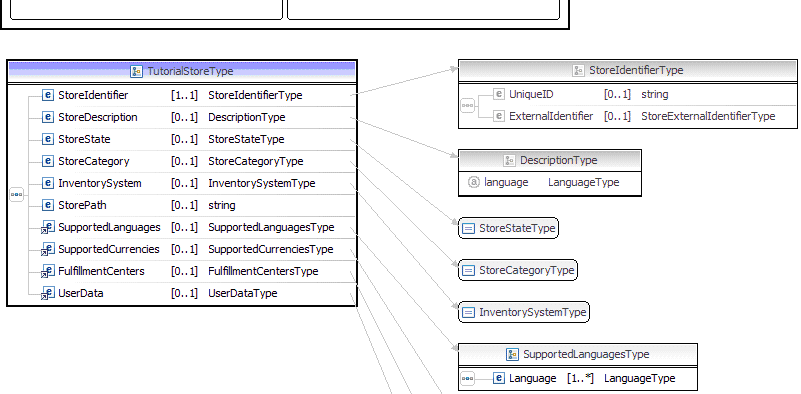 TutorialStoreType
StoreIdentifier [1..1] StoreIdentifierType
StoreDescription [0..1] DescriptionType
StoreState [0..1] StoreStateType
StoreCategory [0..1] StoreCategoryType
InventorySystem [0..1] InventorySystemType
StorePath [0..1] string
SupportedLanguages [0..1] SupportedLanguagesType
SupportedCurrencies [0..1] SupportedCurrenciesType
FulfillmentCenters [0..1] FulfillmentCentersType
UserData [0..1] UserDataType
StoreIdentifierType
UniqueID [0..1] string
ExternalIdentifier [0..1] StoreExternalIdentifierType
DescriptionType
language LanguageType
StoreStateType
StoreCategoryType
InventorySystemType
SupportedLanguagesType
Language [1..*] LanguageType